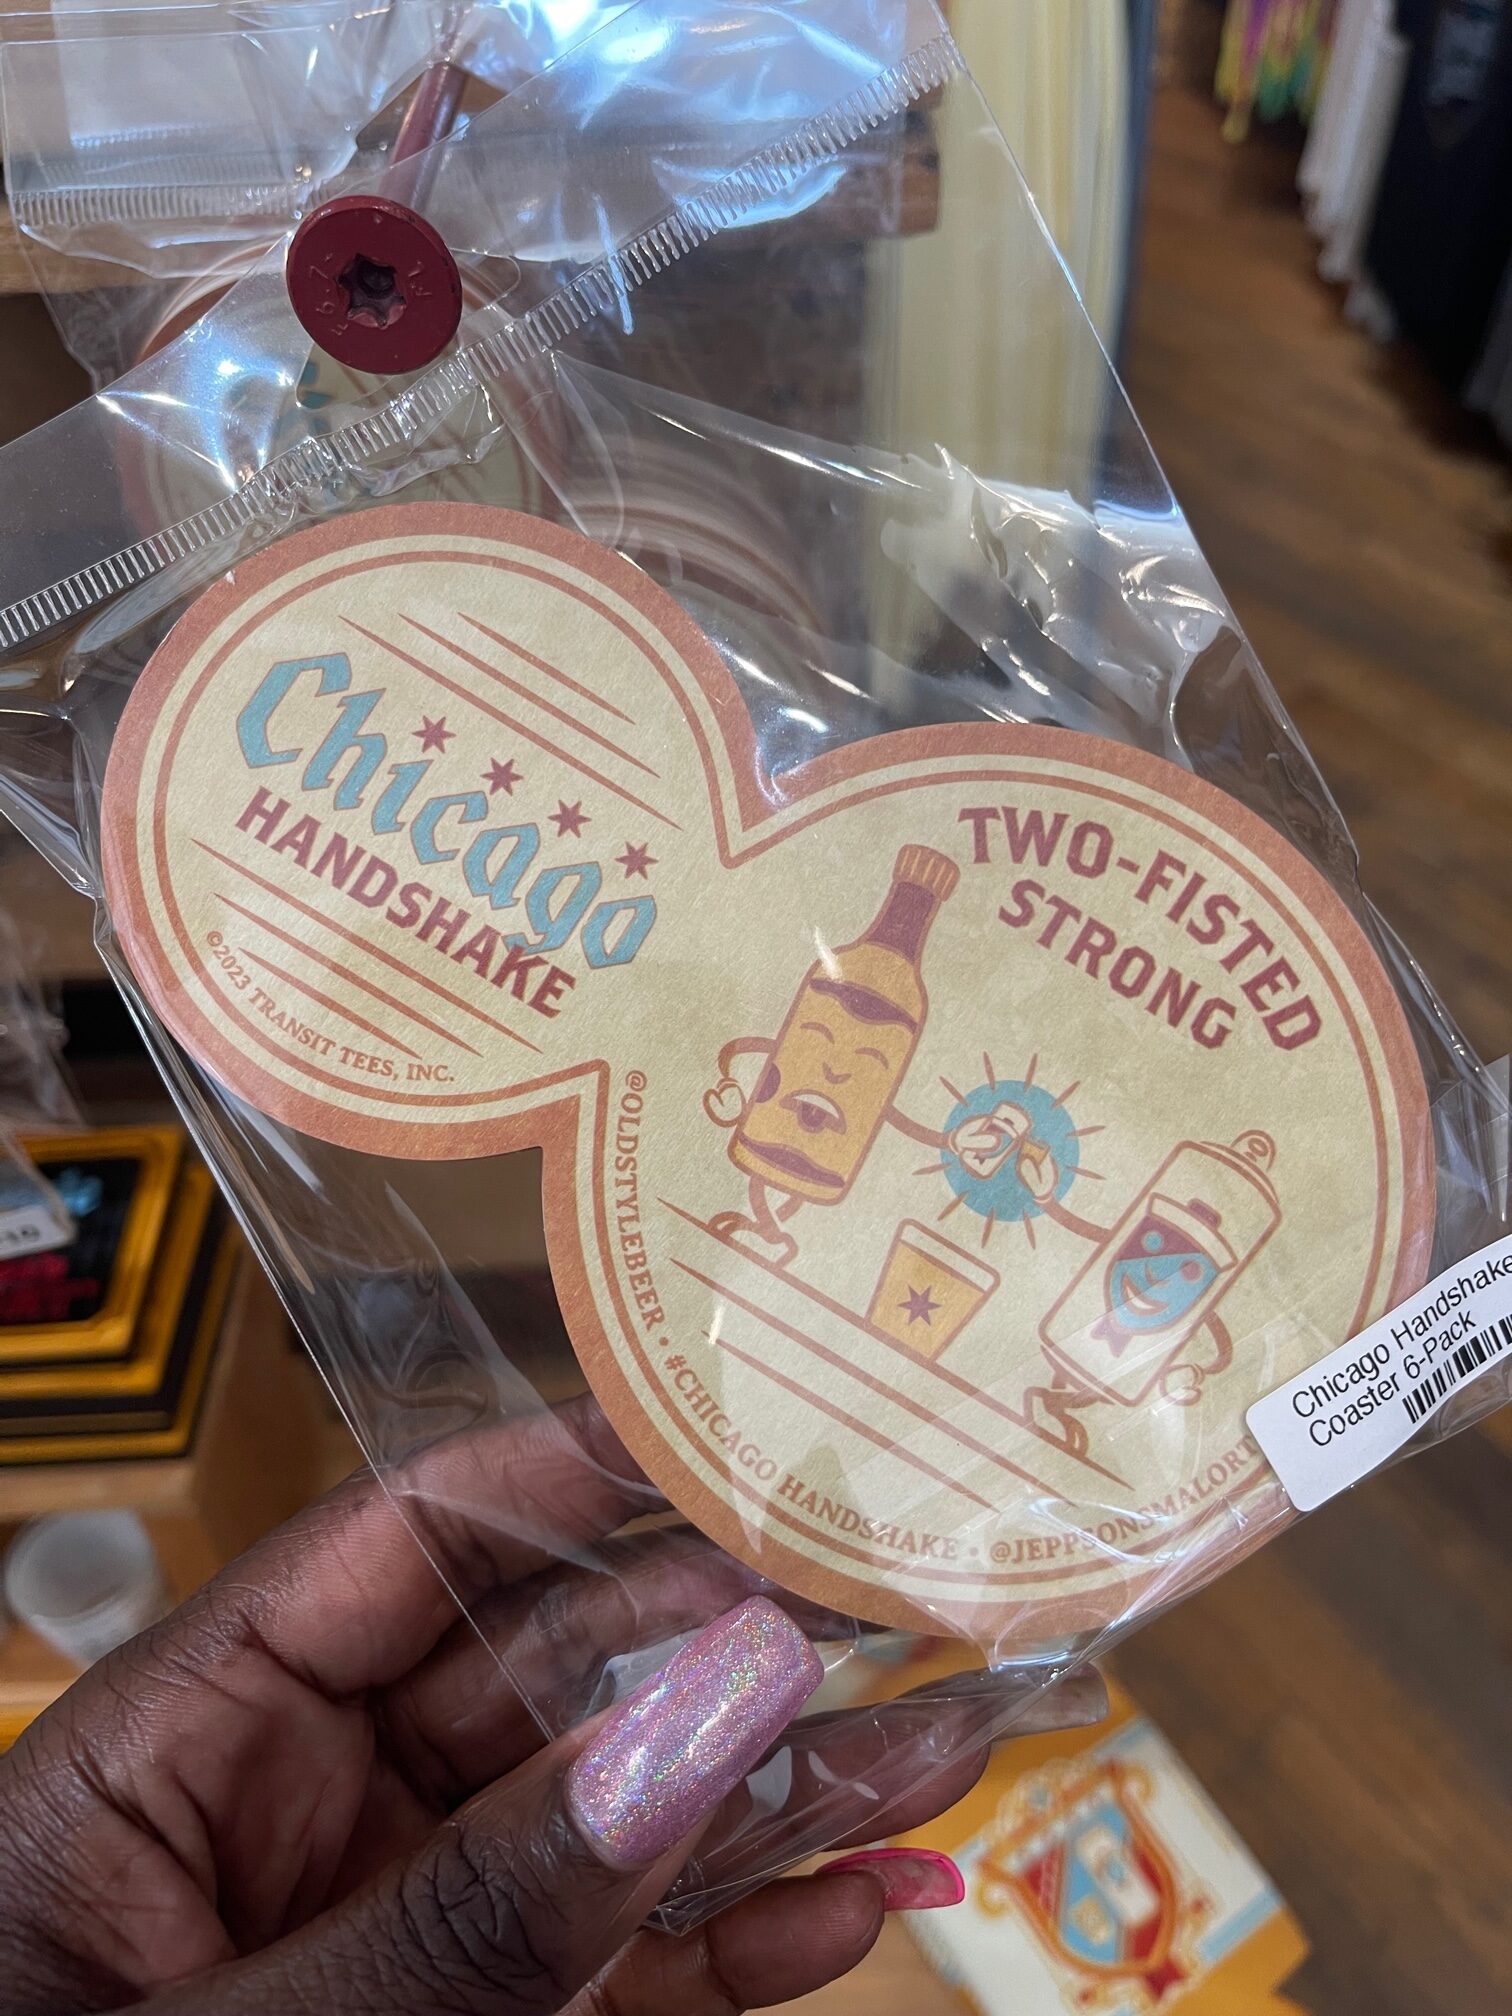 Chicago
HANDSHAKE
©2023 TRANSIT TEES, INC.
TWO-FISTED
STRONG
@OLDSTYLEBEER • #CHICAGO HANDSHAKE • @JEPPSONSMALORT
Chicago Handshake
Coaster 6-Pack